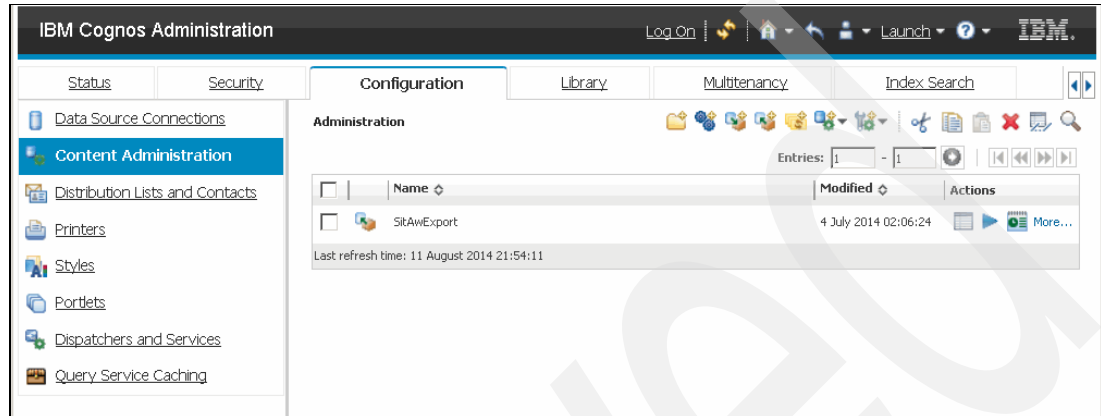 IBM Cognos Administration Log On Launch IBM.
Status Security Configuration Library Multitenancy Index Search
Data Source Connections
Content Administration
Distribution Lists and Contacts
Printers
Styles
Portlets
Dispatchers and Services
Query Service Caching
Administration
Entries: 1 - 1
Name Modified Actions
SitAwExport 4 July 2014 02:06:24 More...
Last refresh time: 11 August 2014 21:54:11